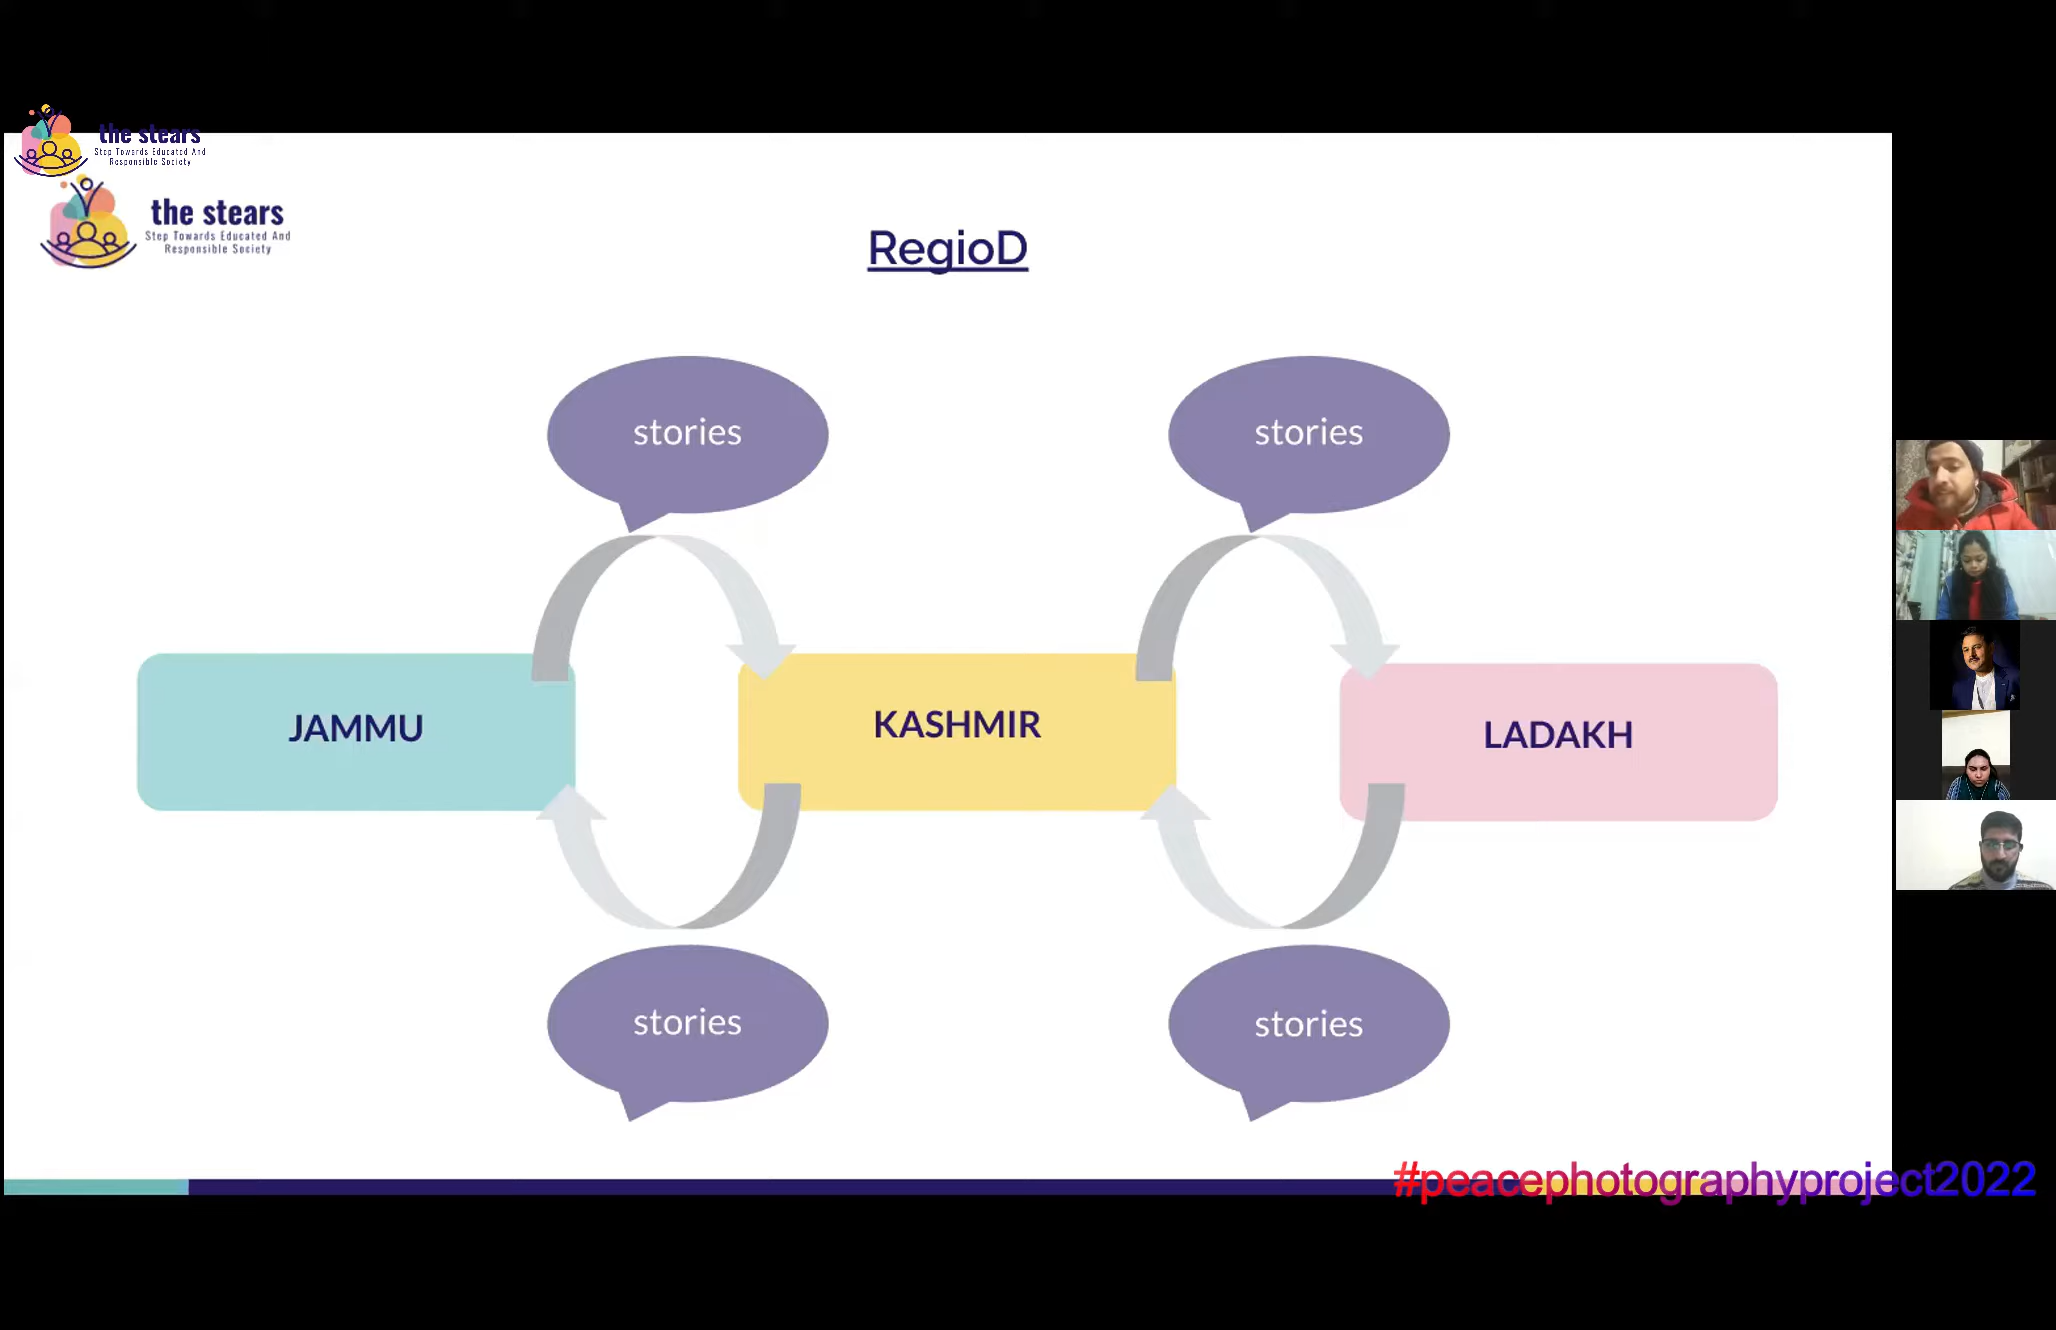 the stears
Step Towards Educated And
Responsible Society
the stears
Step Towards Educated And
Responsible Society
RegioD
stories
stories
JAMMU
KASHMIR
LADAKH
stories
stories
#peacephotographyproject2022